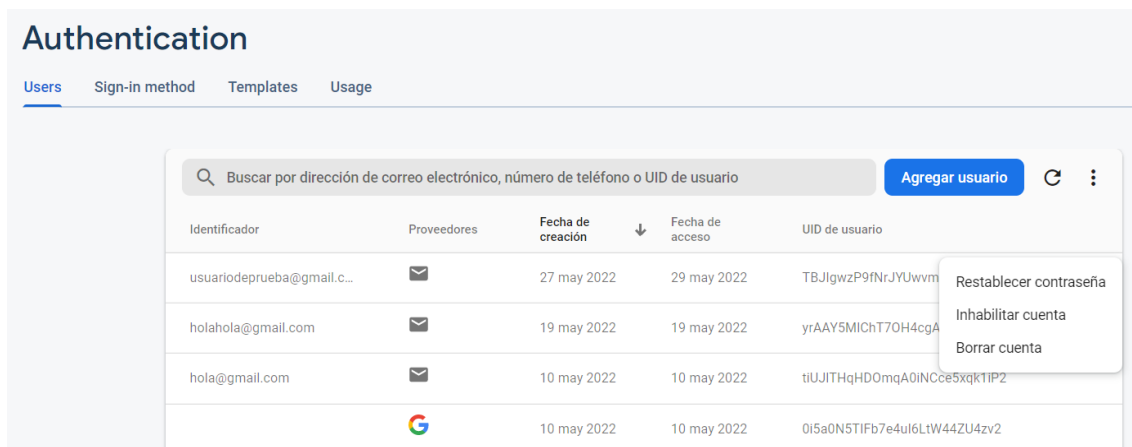 Authentication
Users Sign-in method Templates Usage
Buscar por dirección de correo electrónico, número de teléfono o UID de usuario Agregar usuario
Identificador Proveedores Fecha de creación Fecha de acceso UID de usuario
usuariodeprueba@gmail.c... 27 may 2022 29 may 2022 TBJIgwzP9fNrJYUwvm
Restablecer contraseña
Inhabilitar cuenta
holahola@gmail.com 19 may 2022 19 may 2022 yrAAY5MIChT7OH4cgA
Borrar cuenta
hola@gmail.com 10 may 2022 10 may 2022 tiUJITHqHDOmqA0iNCce5xqk1iP2
10 may 2022 10 may 2022 0i5a0N5TIFb7e4uI6LtW44ZU4zv2